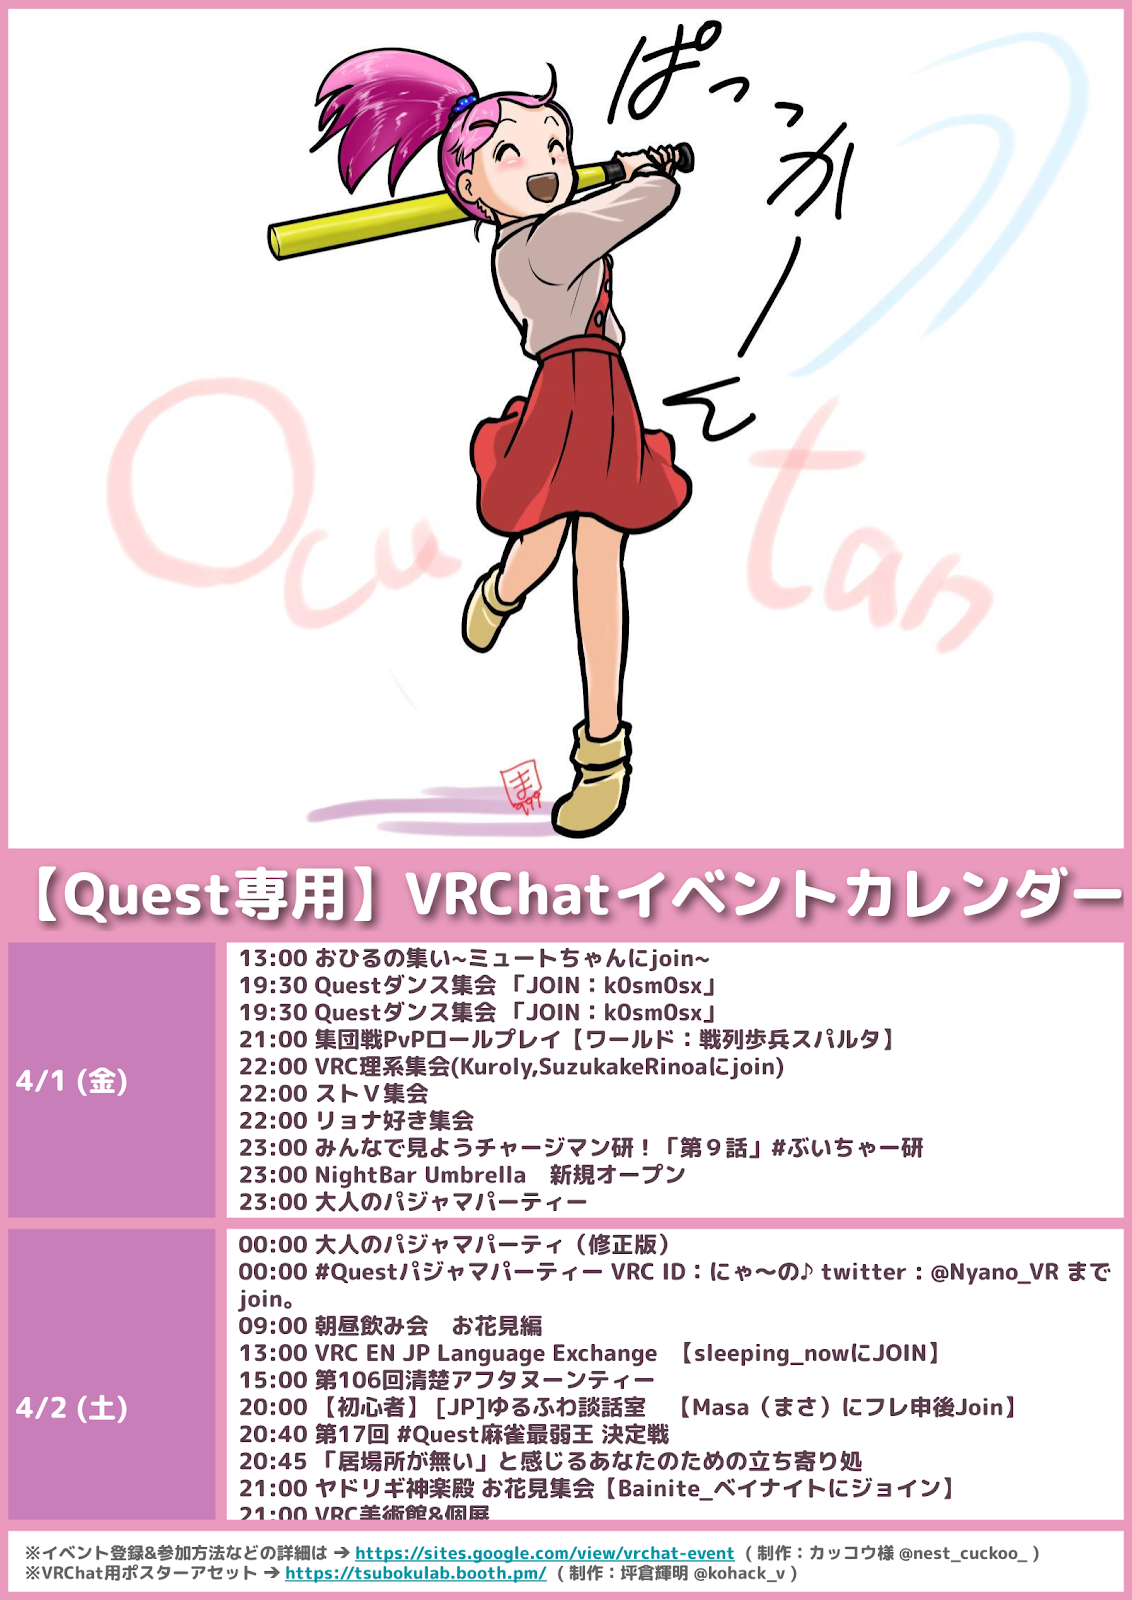 ぱっっかーん
Ocu tan
ま
999
【Quest専用】VRChatイベントカレンダー
4/1 (金)
13:00 おひるの集い~ミュートちゃんにjoin~
19:30 Questダンス集会 「JOIN：k0sm0sx」
19:30 Questダンス集会 「JOIN：k0sm0sx」
21:00 集団戦PvPロールプレイ【ワールド：戦列歩兵スパルタ】
22:00 VRC理系集会(Kuroly,SuzukakeRinoaにjoin)
22:00 ストＶ集会
22:00 リョナ好き集会
23:00 みんなで見ようチャージマン研！「第９話」#ぶいちゃー研
23:00 NightBar Umbrella　新規オープン
23:00 大人のパジャマパーティー
4/2 (土)
00:00 大人のパジャマパーティ（修正版）
00:00 #Questパジャマパーティー VRC ID：にゃ〜の♪ twitter：@Nyano_VR まで
join。
09:00 朝昼飲み会　お花見編
13:00 VRC EN JP Language Exchange 【sleeping_nowにJOIN】
15:00 第106回清楚アフタヌーンティー
20:00 【初心者】 [JP]ゆるふわ談話室　【Masa（まさ）にフレ申後Join】
20:40 第17回 #Quest麻雀最弱王 決定戦
20:45 「居場所が無い」と感じるあなたのための立ち寄り処
21:00 ヤドリギ神楽殿 お花見集会【Bainite_ベイナイトにジョイン】
21:00 VRC美術館&個展
※イベント登録&参加方法などの詳細は ➔ https://sites.google.com/view/vrchat-event ( 制作：カッコウ様 @nest_cuckoo_ )
※VRChat用ポスターアセット ➔ https://tsubokulab.booth.pm/ ( 制作：坪倉輝明 @kohack_v )